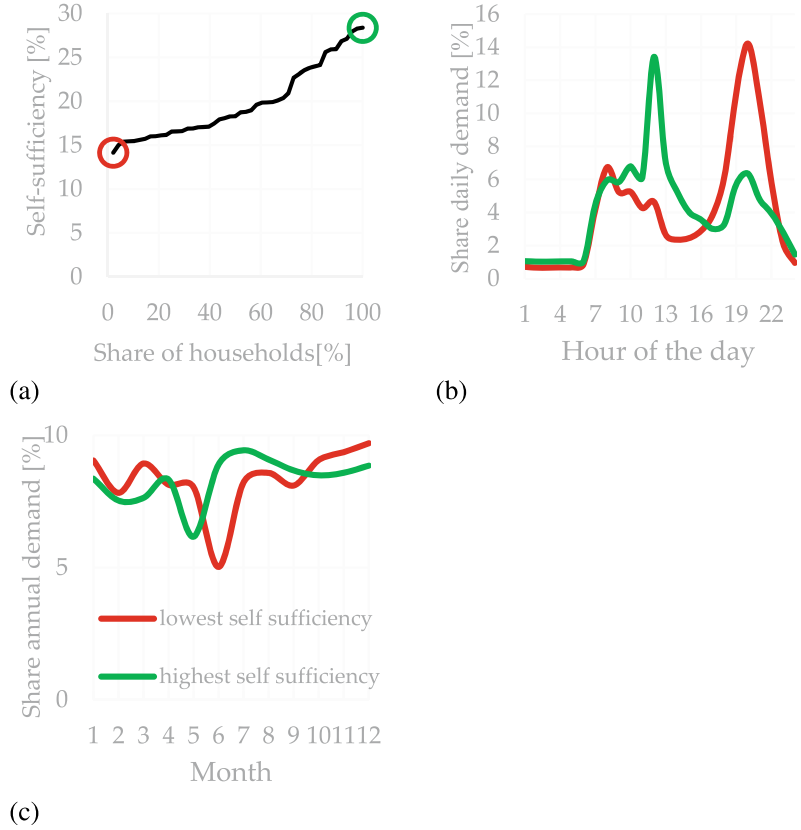 Self-sufficiency [%]
30
25
20
15
10
5
0
0 20 40 60 80 100
Share of households[%]
(a)
Share daily demand [%]
16
14
12
10
8
6
4
2
0
1 4 7 10 13 16 19 22
Hour of the day
(b)
Share annual demand [%]
10
5
0
lowest self sufficiency
highest self sufficiency
1 2 3 4 5 6 7 8 9 101112
Month
(c)